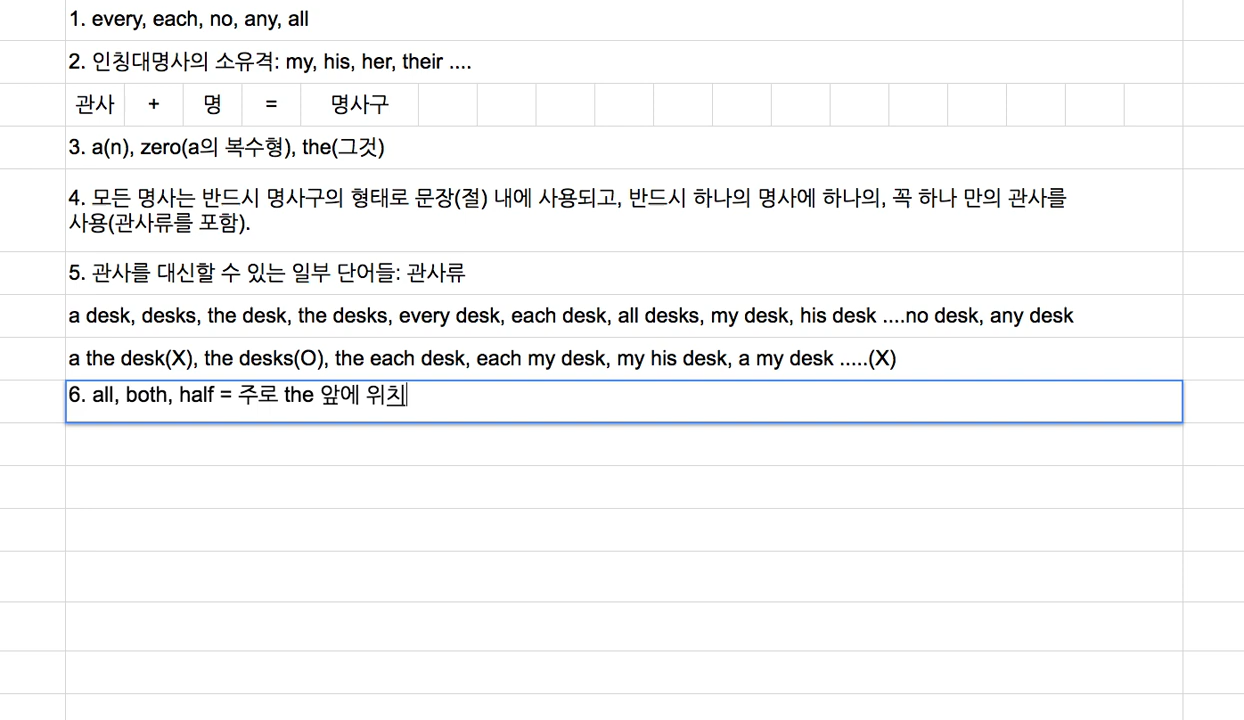 1. every, each, no, any, all
2. 인칭대명사의 소유격: my, his, her, their ....
관사 + 명 = 명사구
3. a(n), zero(a의 복수형), the(그것)
4. 모든 명사는 반드시 명사구의 형태로 문장(절) 내에 사용되고, 반드시 하나의 명사에 하나의, 꼭 하나 만의 관사를
사용(관사류를 포함).
5. 관사를 대신할 수 있는 일부 단어들: 관사류
a desk, desks, the desk, the desks, every desk, each desk, all desks, my desk, his desk ....no desk, any desk
a the desk(X), the desks(O), the each desk, each my desk, my his desk, a my desk .....(X)
6. all, both, half = 주로 the 앞에 위치